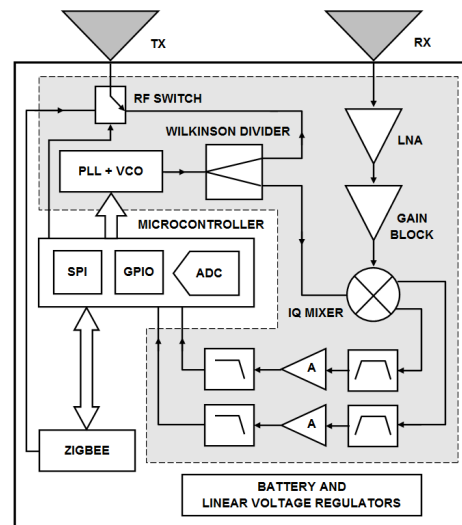 TX
RX
RF SWITCH
WILKINSON DIVIDER
LNA
PLL + VCO
GAIN
BLOCK
MICROCONTROLLER
SPI
GPIO
ADC
IQ MIXER
A
A
ZIGBEE
BATTERY AND
LINEAR VOLTAGE REGULATORS